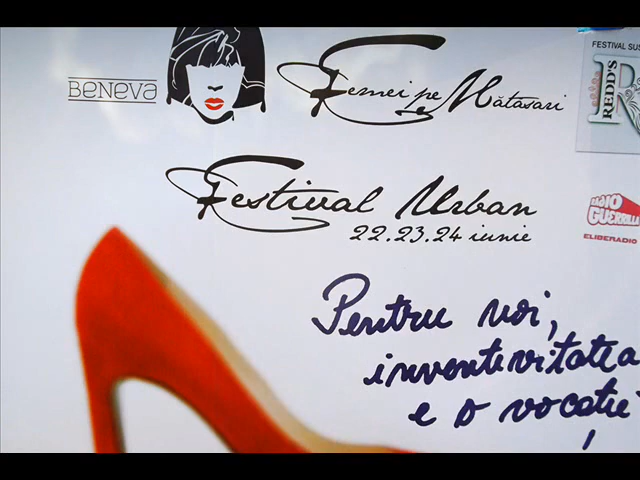 BENEVA
Femei pe Mătăsari
FESTIVAL SUS
REDD'S
Festival Urban
22.23.24 iunie
RADIO
GUERRILLA
ELIBERADIO
Pentru voi,
inventivitatea
e o vocație
!